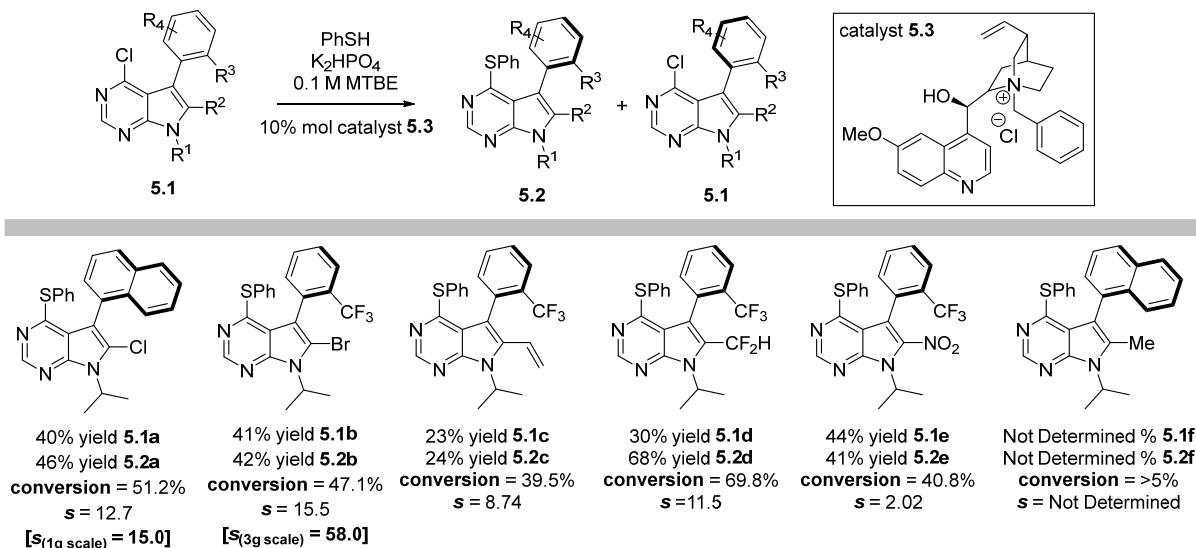 R4
Cl
R³
R²
N
N
N
R¹
5.1
PhSH
K2HPO4
0.1 M MTBE
10% mol catalyst 5.3
R4
SPh
R³
R²
N
N
N
R¹
5.2
+
R4
Cl
R³
R²
N
N
N
R¹
5.1
catalyst 5.3
HO
N
+
− Cl
MeO
N
SPh
Cl
N
N
N
40% yield 5.1a
46% yield 5.2a
conversion = 51.2%
s = 12.7
[s(1g scale) = 15.0]
SPh
CF3
Br
N
N
N
41% yield 5.1b
42% yield 5.2b
conversion = 47.1%
s = 15.5
[s(3g scale) = 58.0]
SPh
CF3
N
N
N
23% yield 5.1c
24% yield 5.2c
conversion = 39.5%
s = 8.74
SPh
CF3
CF2H
N
N
N
30% yield 5.1d
68% yield 5.2d
conversion = 69.8%
s =11.5
SPh
CF3
NO2
N
N
N
44% yield 5.1e
41% yield 5.2e
conversion = 40.8%
s = 2.02
SPh
Me
N
N
N
Not Determined % 5.1f
Not Determined % 5.2f
conversion = >5%
s = Not Determined